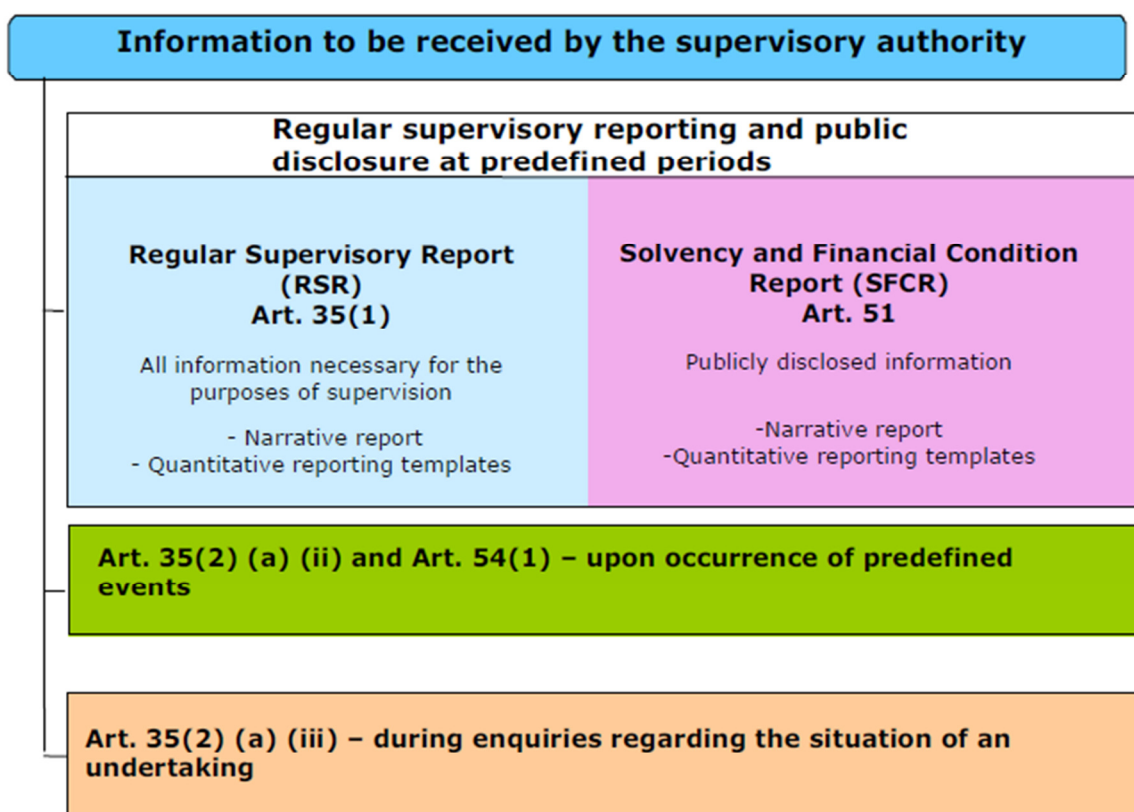 Information to be received by the supervisory authority
Regular supervisory reporting and public
disclosure at predefined periods
Regular Supervisory Report
(RSR)
Art. 35(1)
All information necessary for the
purposes of supervision
- Narrative report
- Quantitative reporting templates
Solvency and Financial Condition
Report (SFCR)
Art. 51
Publicly disclosed information
-Narrative report
-Quantitative reporting templates
Art. 35(2) (a) (ii) and Art. 54(1) – upon occurrence of predefined
events
Art. 35(2) (a) (iii) – during enquiries regarding the situation of an
undertaking